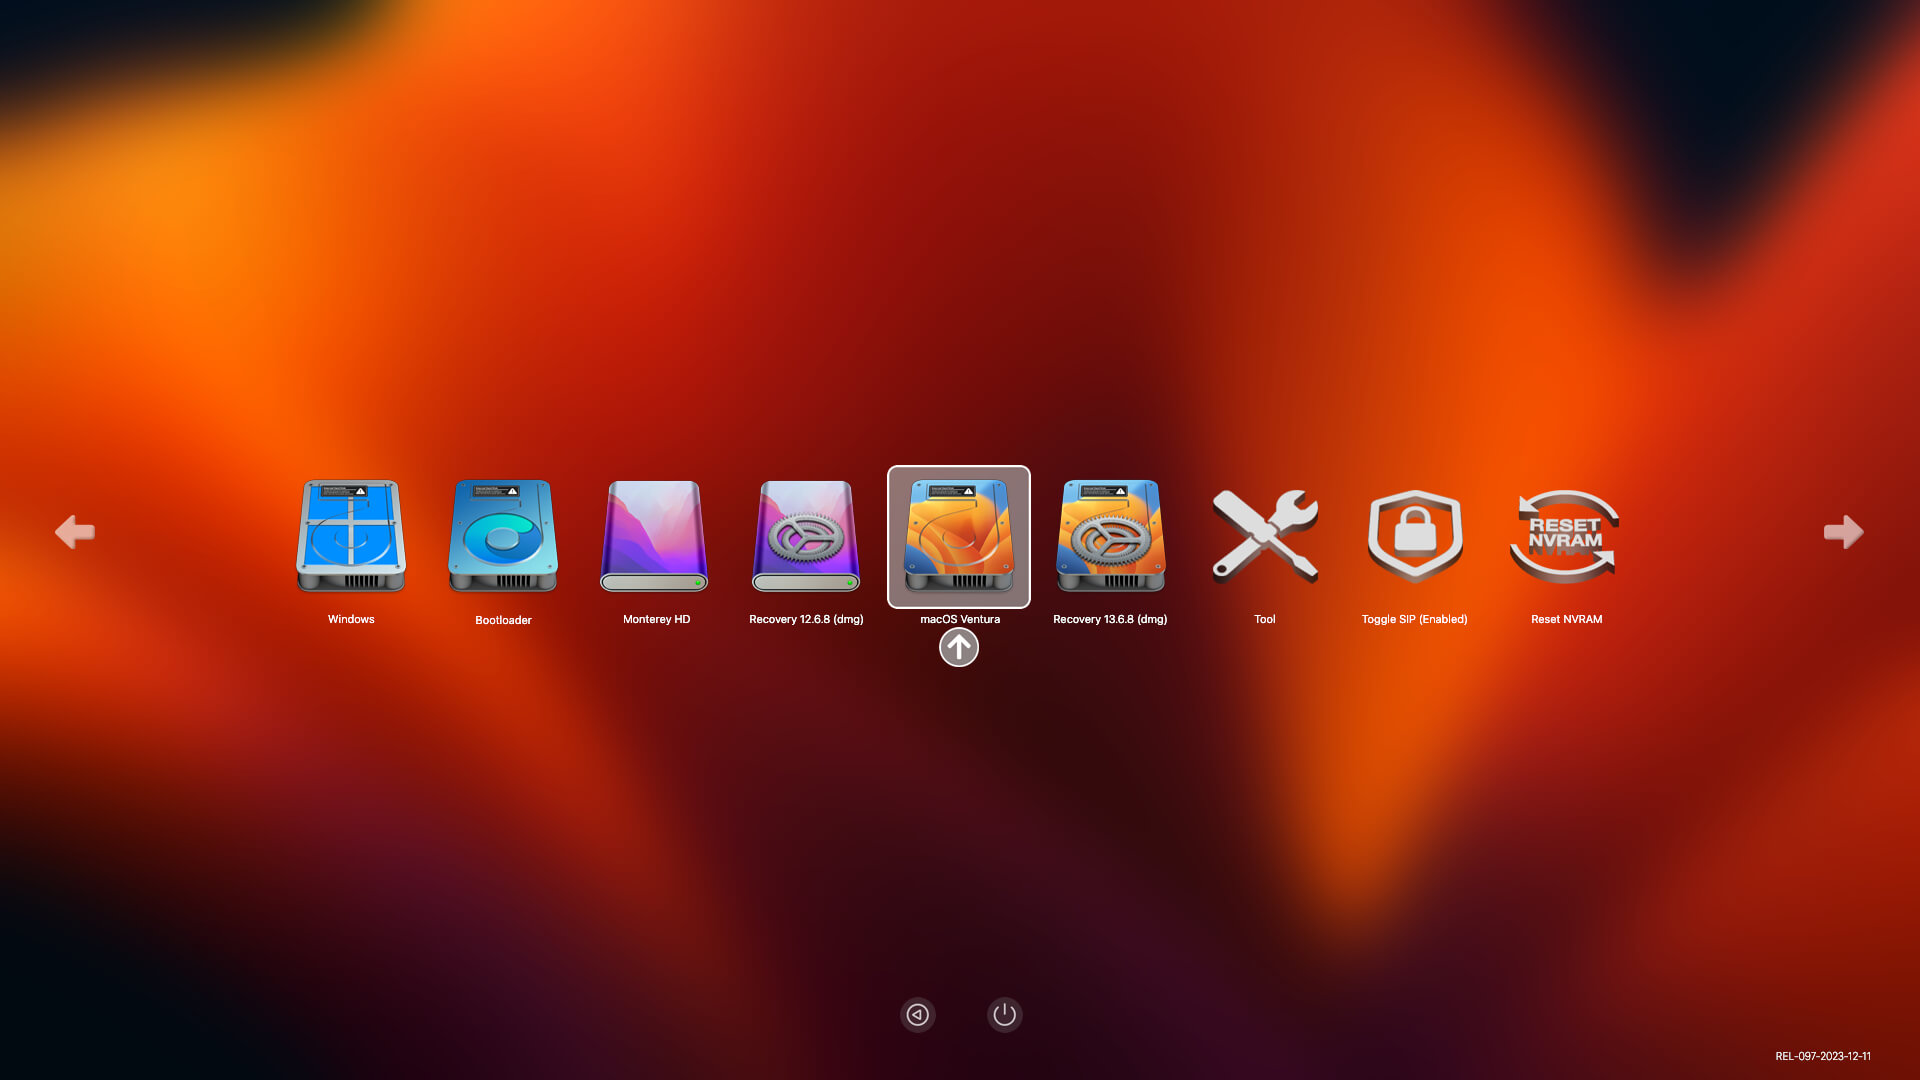 Windows
Bootloader
Monterey HD
Recovery 12.6.8 (dmg)
macOS Ventura
Recovery 13.6.8 (dmg)
Tool
Toggle SIP (Enabled)
RESET
NVRAM
Reset NVRAM
REL-097-2023-12-11